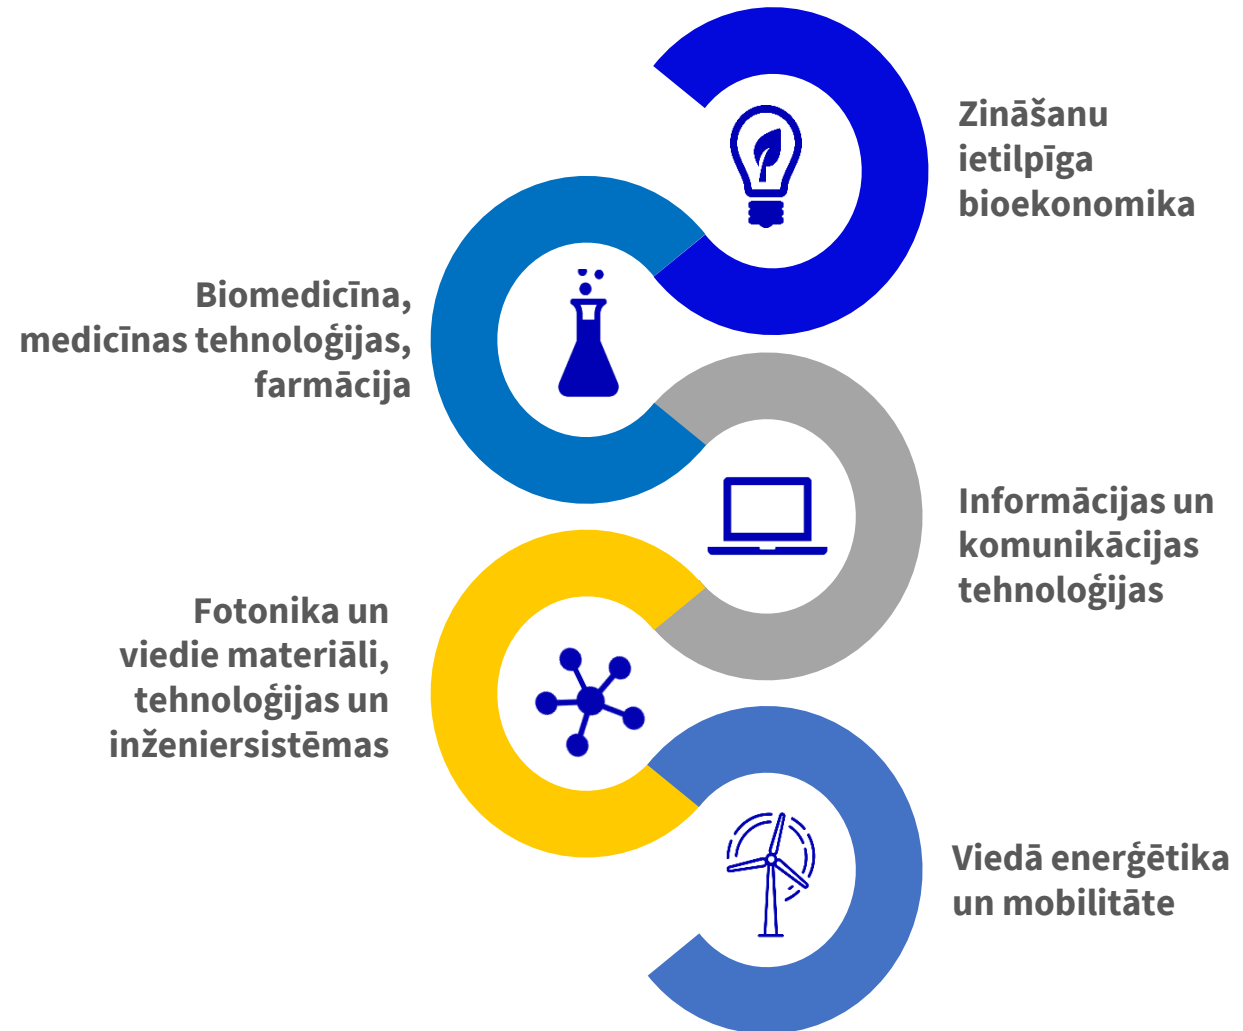 Zināšanu
ietilpīga
bioekonomika
Biomedicīna,
medicīnas tehnoloģijas,
farmācija
Informācijas un
komunikācijas
tehnoloģijas
Fotonika un
viedie materiāli,
tehnoloģijas un
inženiersistēmas
Viedā enerģētika
un mobilitāte